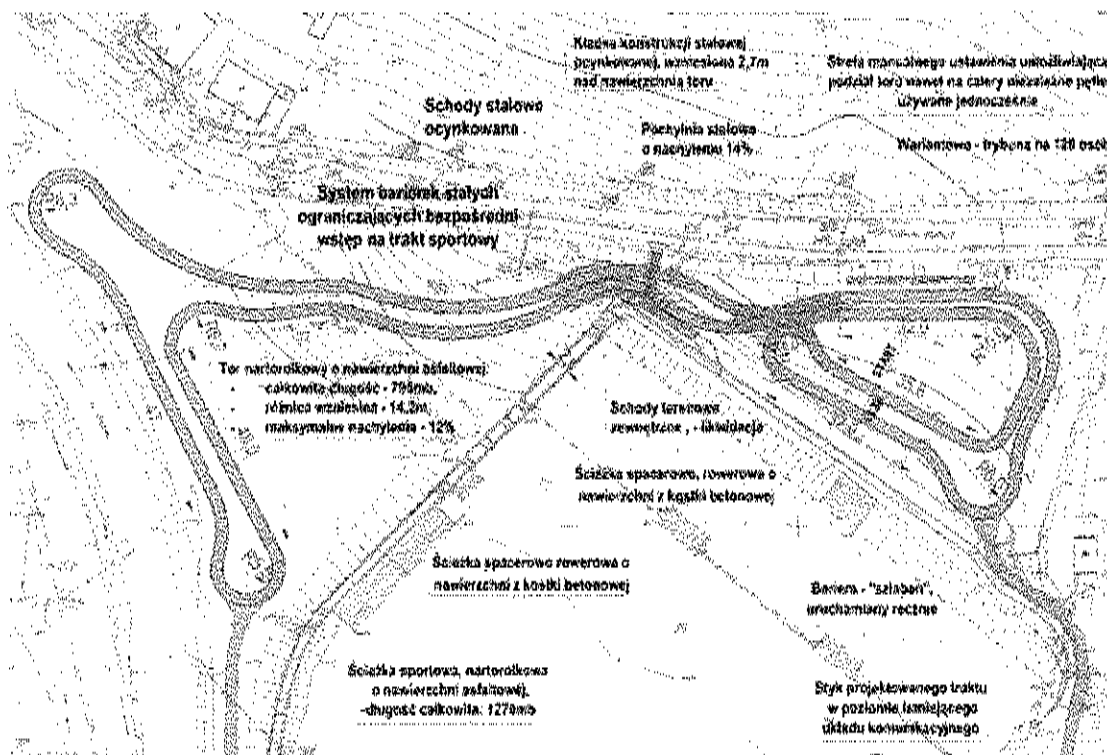 Kładka konstrukcji stalowej
ocynkowanej, wzniesiona 2,7m
nad nawierzchnią toru
Strefa manualnego ustawienia umożliwiająca
podział toru nawet na cztery niezależne pętle
używane jednocześnie
Schody stalowe
ocynkowane
Pochylnia stalowa
o nachyleniu 14%
Wariantowo - trybuna na 120 osób
System barierek stałych
ograniczających bezpośredni
wstęp na trakt sportowy
START
Tor nartorolkowy o nawierzchni asfaltowej,
- całkowita długość - 795mb,
- różnica wzniesień - 14,2m,
- maksymalne nachylenie - 12%
Schody terenowe
zewnętrzne , - likwidacja
Ścieżka spacerowo, rowerowa o
nawierzchni z kostki betonowej
Ścieżka spacerowo rowerowa o
nawierzchni z kostki betonowej
Bariera - "szlaban",
uruchamiany ręcznie
Ścieżka sportowa, nartorolkowa
o nawierzchni asfaltowej,
-długość całkowita: 1270mb
Styk projektowanego traktu
w poziomie istniejącego
układu komunikacyjnego